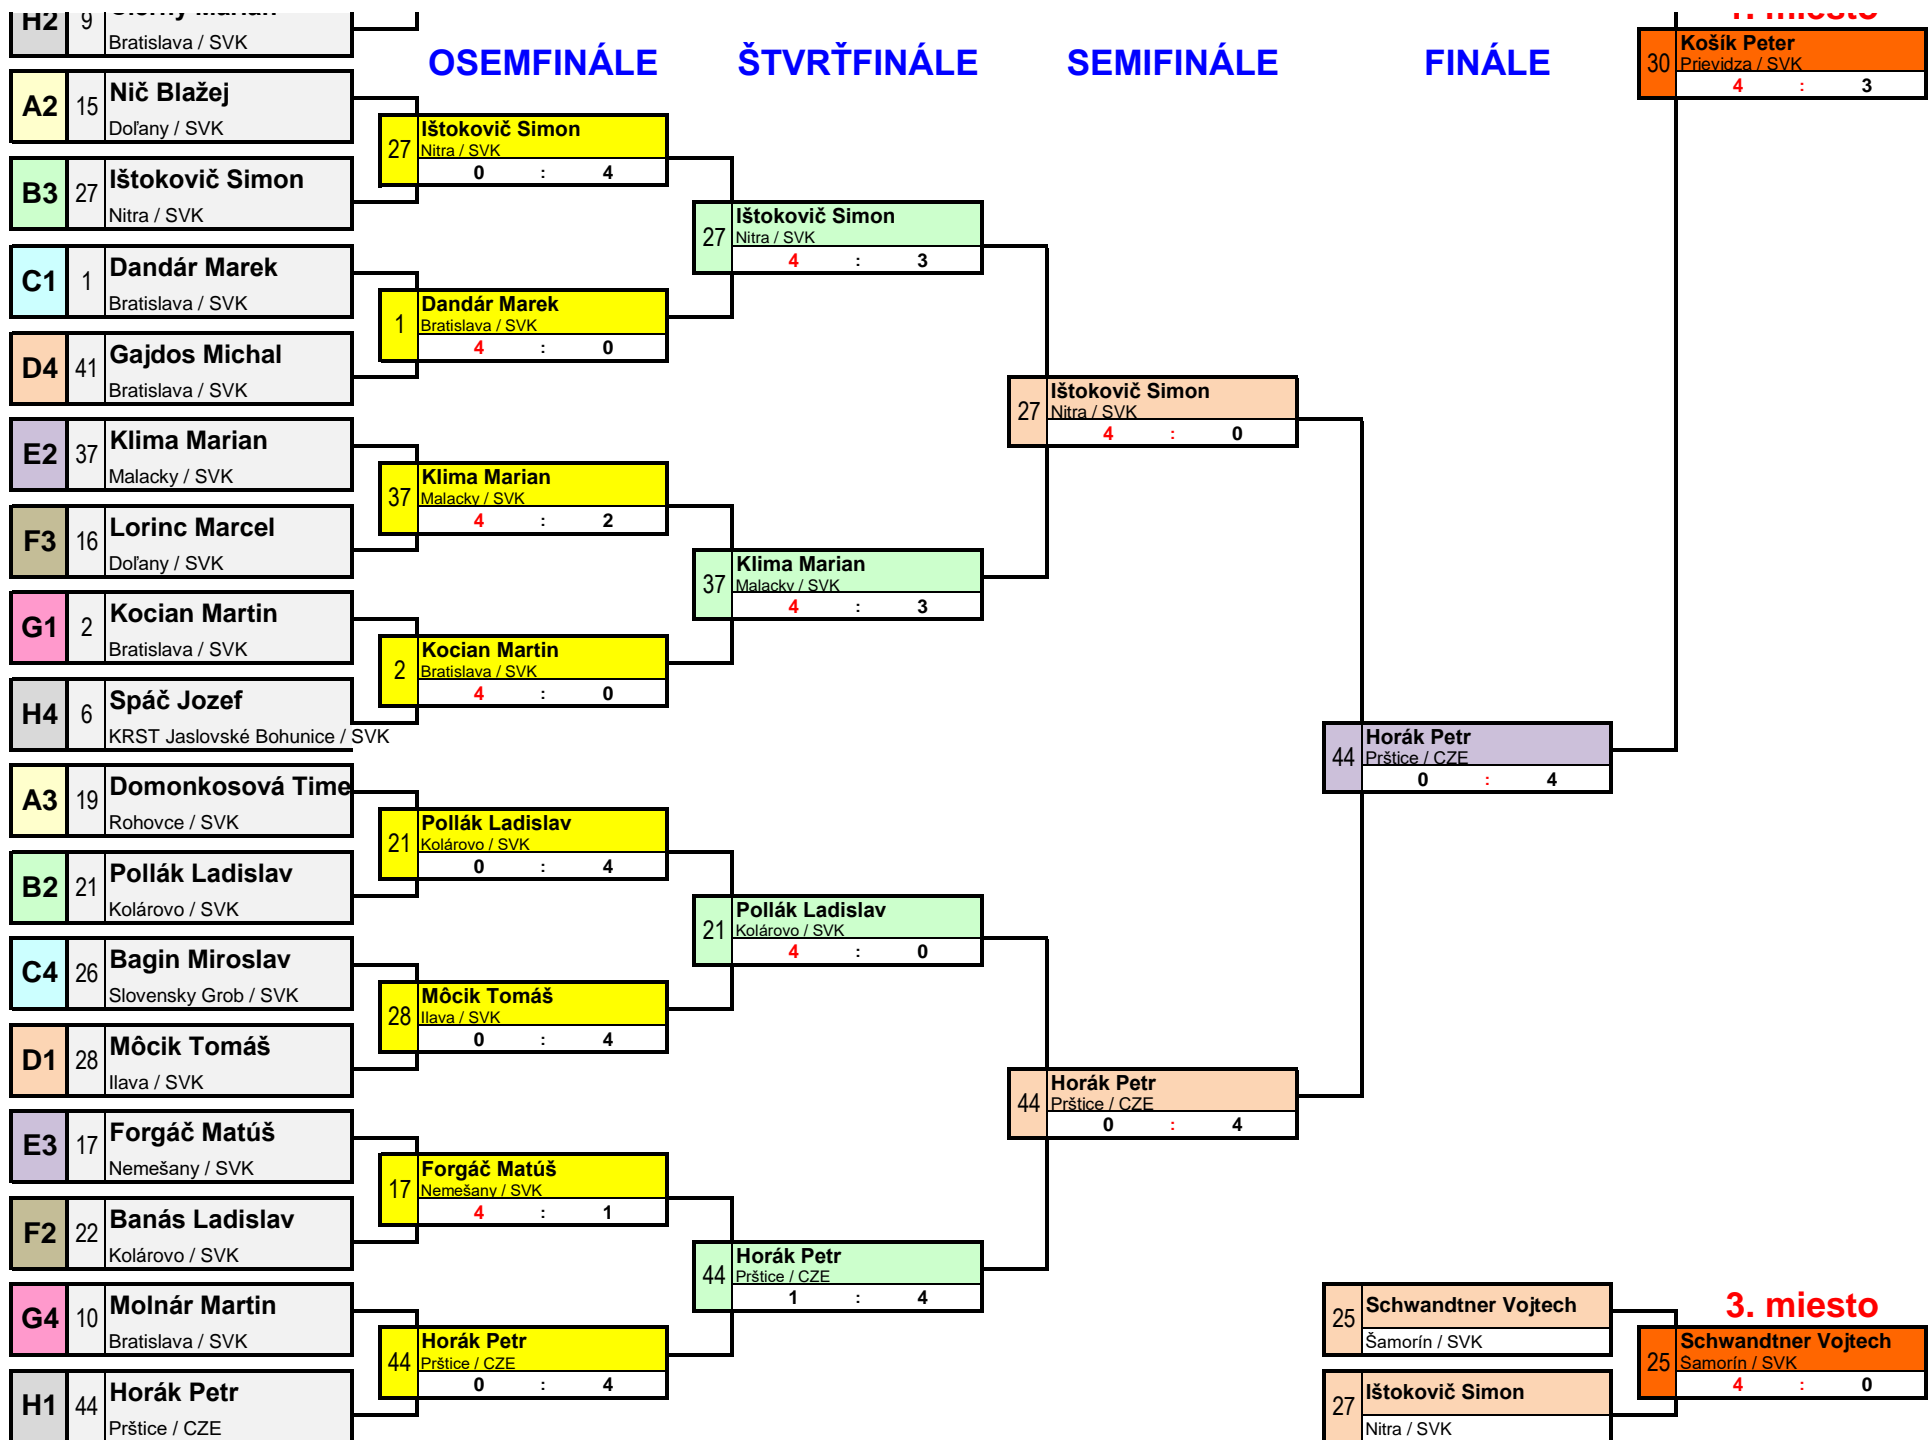 H2 9
Bratislava / SVK
OSEMFINÁLE ŠTVRŤFINÁLE SEMIFINÁLE FINÁLE
1. miesto
30 Košík Peter
Prievidza / SVK
4 : 3
A2 15 Nič Blažej
Doľany / SVK
27 Ištokovič Simon
Nitra / SVK
0 : 4
B3 27 Ištokovič Simon
Nitra / SVK
27 Ištokovič Simon
Nitra / SVK
4 : 3
C1 1 Dandár Marek
Bratislava / SVK
1 Dandár Marek
Bratislava / SVK
4 : 0
D4 41 Gajdos Michal
Bratislava / SVK
27 Ištokovič Simon
Nitra / SVK
4 : 0
E2 37 Klima Marian
Malacky / SVK
37 Klima Marian
Malacky / SVK
4 : 2
F3 16 Lorinc Marcel
Doľany / SVK
37 Klima Marian
Malacky / SVK
4 : 3
G1 2 Kocian Martin
Bratislava / SVK
2 Kocian Martin
Bratislava / SVK
4 : 0
H4 6 Spáč Jozef
KRST Jaslovské Bohunice / SVK
44 Horák Petr
Prštice / CZE
0 : 4
A3 19 Domonkosová Time
Rohovce / SVK
21 Pollák Ladislav
Kolárovo / SVK
0 : 4
B2 21 Pollák Ladislav
Kolárovo / SVK
21 Pollák Ladislav
Kolárovo / SVK
4 : 0
C4 26 Bagin Miroslav
Slovensky Grob / SVK
28 Môcik Tomáš
Ilava / SVK
0 : 4
D1 28 Môcik Tomáš
Ilava / SVK
44 Horák Petr
Prštice / CZE
0 : 4
E3 17 Forgáč Matúš
Nemešany / SVK
17 Forgáč Matúš
Nemešany / SVK
4 : 1
F2 22 Banás Ladislav
Kolárovo / SVK
44 Horák Petr
Prštice / CZE
1 : 4
G4 10 Molnár Martin
Bratislava / SVK
44 Horák Petr
Prštice / CZE
0 : 4
H1 44 Horák Petr
Prštice / CZE
25 Schwandtner Vojtech
Šamorín / SVK
3. miesto
25 Schwandtner Vojtech
Šamorín / SVK
4 : 0
27 Ištokovič Simon
Nitra / SVK